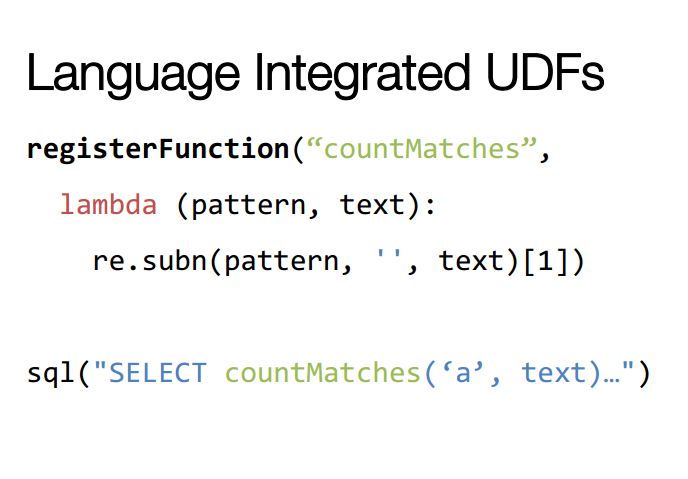 Language Integrated UDFs
registerFunction(“countMatches”,
lambda (pattern, text):
re.subn(pattern, '', text)[1])
sql("SELECT countMatches(‘a’, text)…")